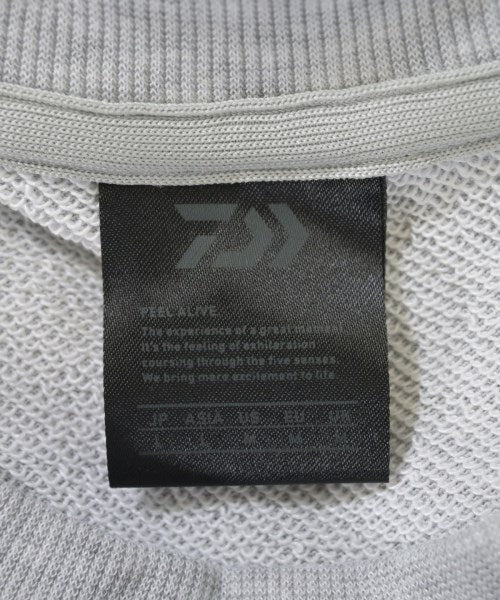 FEEL ALIVE.
The experience of a great moment.
It's the feeling of exhilaration
coursing through the five senses.
We bring more excitement to life.
JP ASIA US EU
L LL M M M